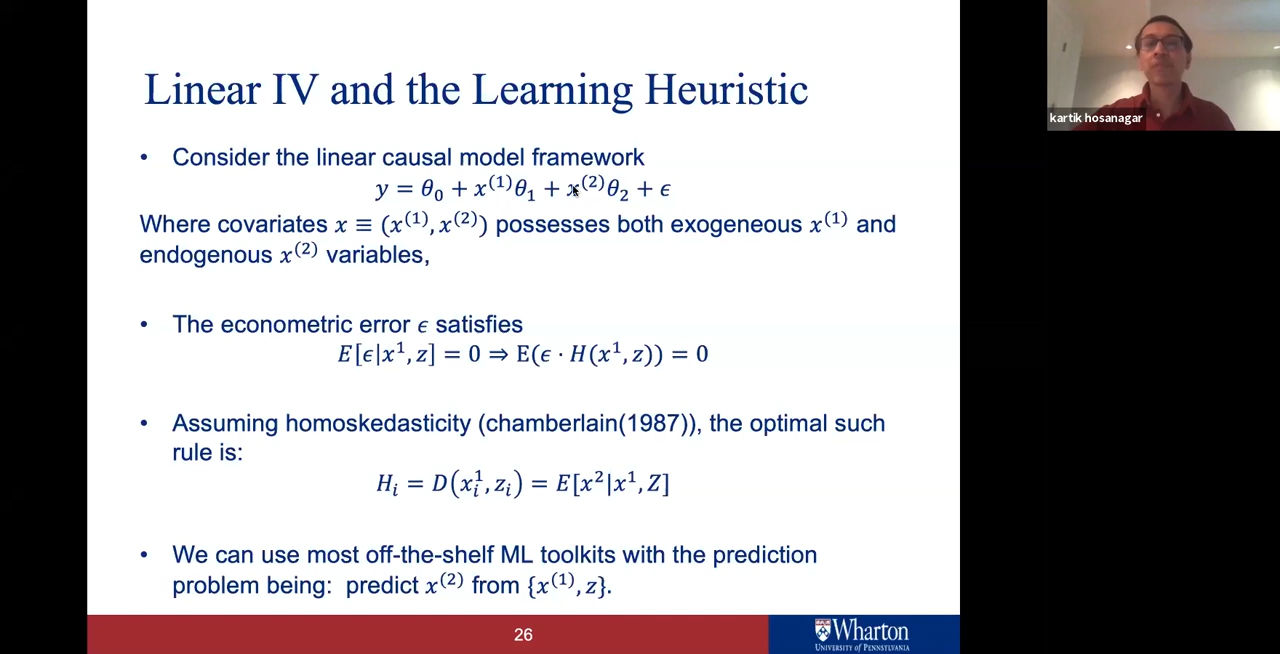 Linear IV and the Learning Heuristic
• Consider the linear causal model framework
y = θ₀ + x⁽¹⁾θ₁ + x⁽²⁾θ₂ + ϵ
Where covariates x ≡ (x⁽¹⁾, x⁽²⁾) possesses both exogeneous x⁽¹⁾ and
endogenous x⁽²⁾ variables,
• The econometric error ϵ satisfies
E[ϵ|x¹, z] = 0 ⇒ E(ϵ · H(x¹, z)) = 0
• Assuming homoskedasticity (chamberlain(1987)), the optimal such
rule is:
Hᵢ = D(xᵢ¹, zᵢ) = E[x²|x¹, Z]
• We can use most off-the-shelf ML toolkits with the prediction
problem being: predict x⁽²⁾ from {x⁽¹⁾, z}.
26
Wharton
UNIVERSITY OF PENNSYLVANIA
kartik hosanagar